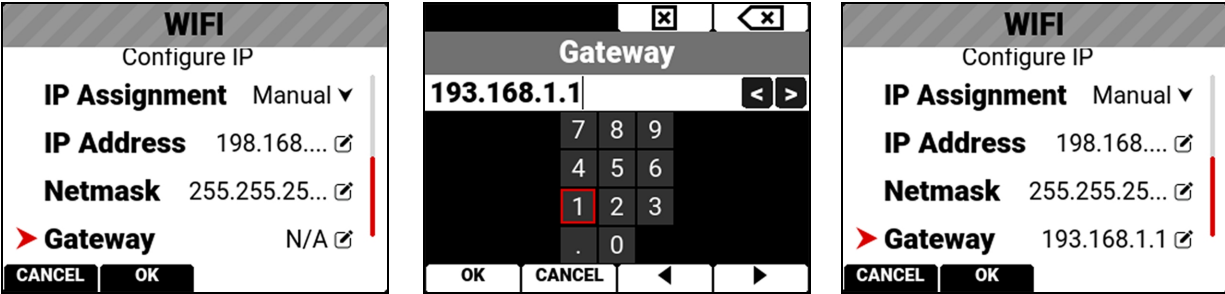 WIFI
Configure IP
IP Assignment Manual
IP Address 198.168....
Netmask 255.255.25...
Gateway N/A
CANCEL OK
Gateway
193.168.1.1 < >
7 8 9
4 5 6
1 2 3
. 0
OK CANCEL
WIFI
Configure IP
IP Assignment Manual
IP Address 198.168....
Netmask 255.255.25...
Gateway 193.168.1.1
CANCEL OK